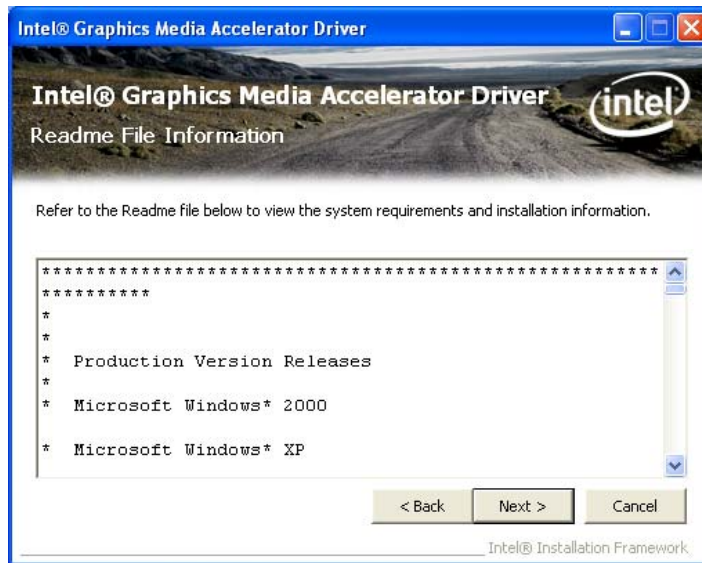 Intel® Graphics Media Accelerator Driver
Intel® Graphics Media Accelerator Driver
intel
Readme File Information
Refer to the Readme file below to view the system requirements and installation information.
*********************************************************
**********
*
*
* Production Version Releases
*
* Microsoft Windows* 2000
* Microsoft Windows* XP
< Back Next > Cancel
Intel® Installation Framework